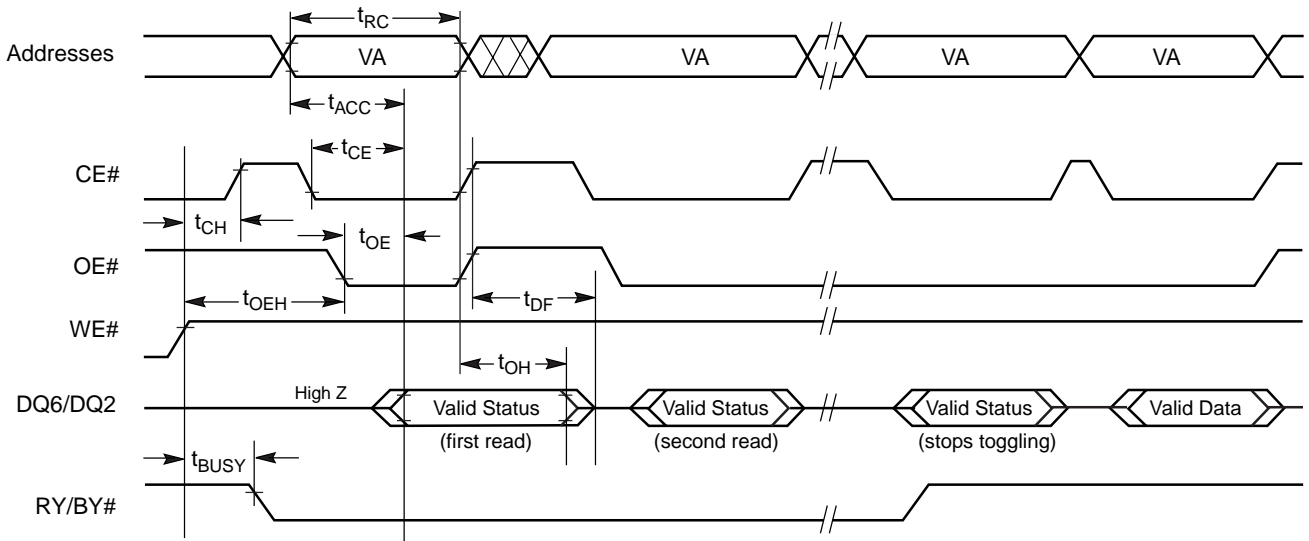 tRC
Addresses VA VA VA VA
tACC
tCE
CE#
tCH tOE
OE#
tOEH tDF
WE#
tOH
High Z
DQ6/DQ2 Valid Status Valid Status Valid Status Valid Data
(first read) (second read) (stops toggling)
tBUSY
RY/BY#